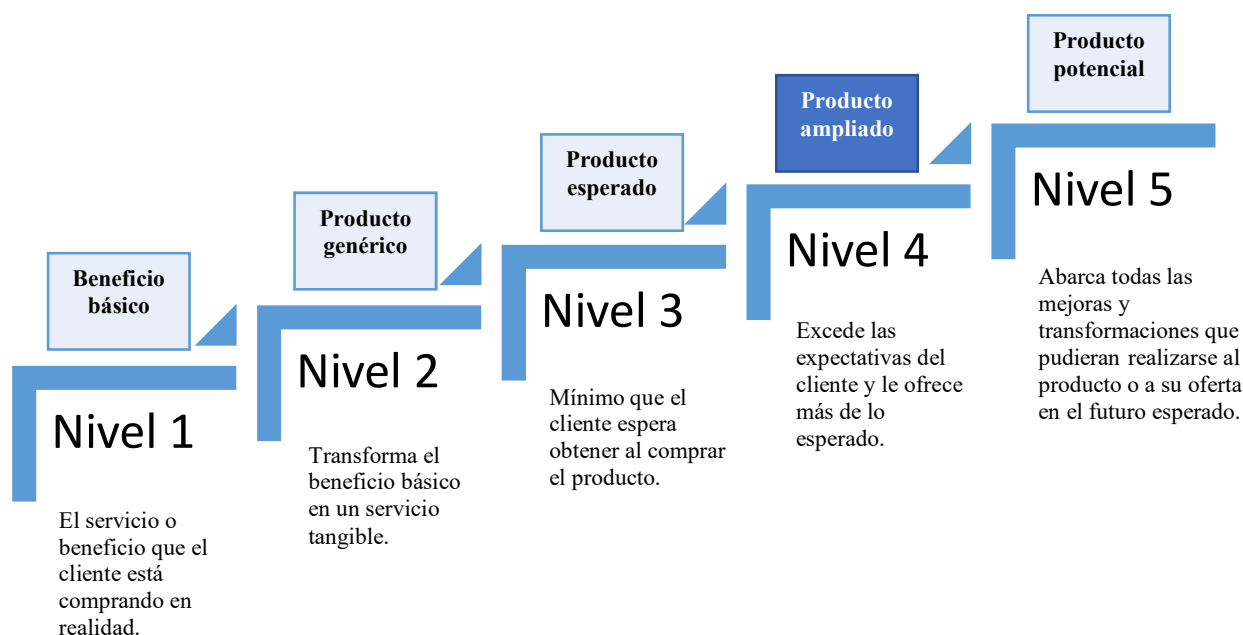 Beneficio
básico
Nivel 1
El servicio o
beneficio que el
cliente está
comprando en
realidad.
Producto
genérico
Nivel 2
Transforma el
beneficio básico
en un servicio
tangible.
Producto
esperado
Nivel 3
Mínimo que el
cliente espera
obtener al comprar
el producto.
Producto
ampliado
Nivel 4
Excede las
expectativas del
cliente y le ofrece
más de lo
esperado.
Producto
potencial
Nivel 5
Abarca todas las
mejoras y
transformaciones que
pudieran realizarse al
producto o a su oferta
en el futuro esperado.